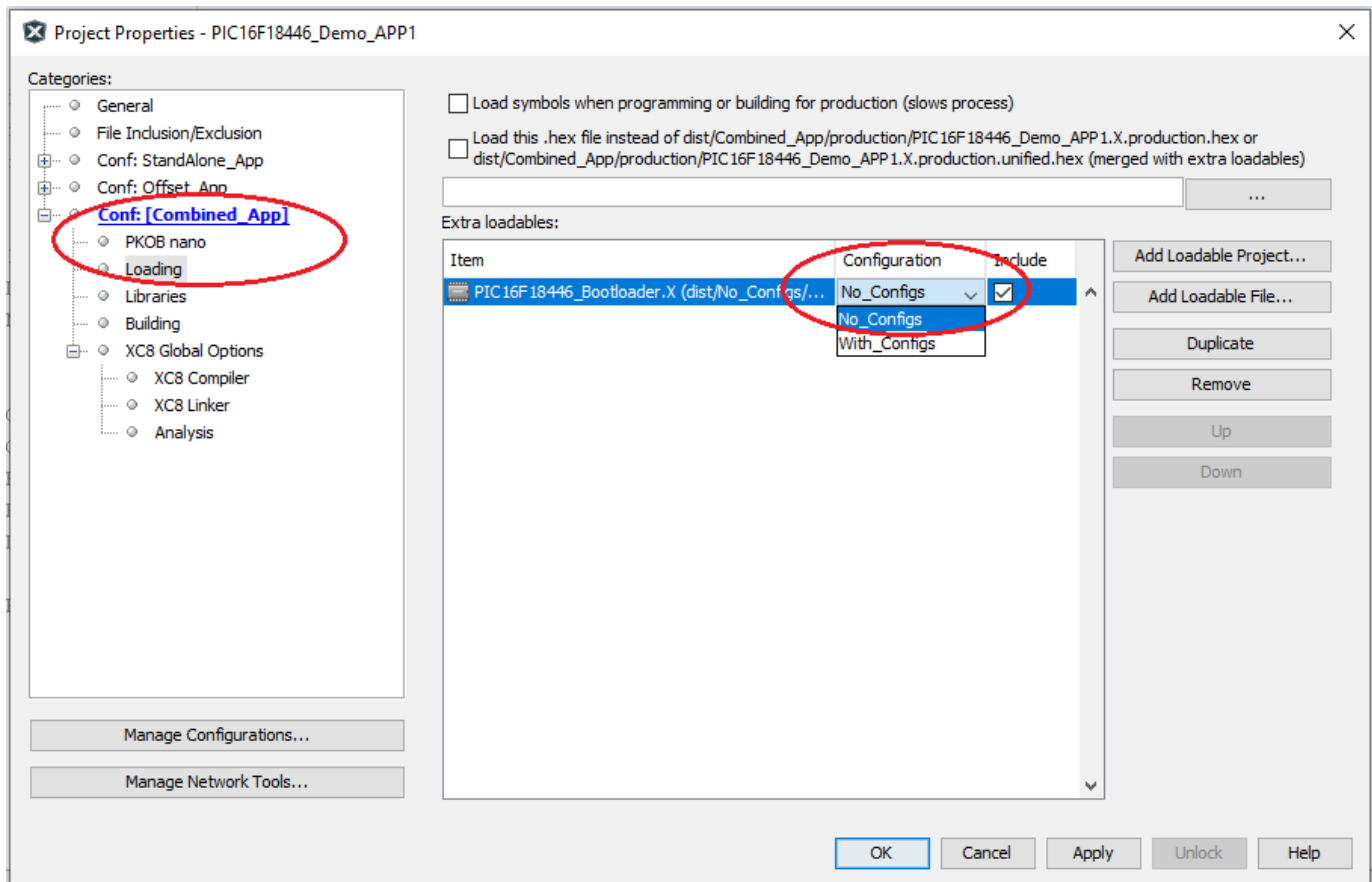 Project Properties - PIC16F18446_Demo_APP1
Categories:
General
File Inclusion/Exclusion
Conf: StandAlone_App
Conf: Offset_App
Conf: [Combined_App]
PKOB nano
Loading
Libraries
Building
XC8 Global Options
XC8 Compiler
XC8 Linker
Analysis
Manage Configurations...
Manage Network Tools...
Load symbols when programming or building for production (slows process)
Load this .hex file instead of dist/Combined_App/production/PIC16F18446_Demo_APP1.X.production.hex or
dist/Combined_App/production/PIC16F18446_Demo_APP1.X.production.unified.hex (merged with extra loadables)
...
Extra loadables:
Item Configuration Include
PIC16F18446_Bootloader.X (dist/No_Configs/... No_Configs
No_Configs
With_Configs
Add Loadable Project...
Add Loadable File...
Duplicate
Remove
Up
Down
OK Cancel Apply Unlock Help